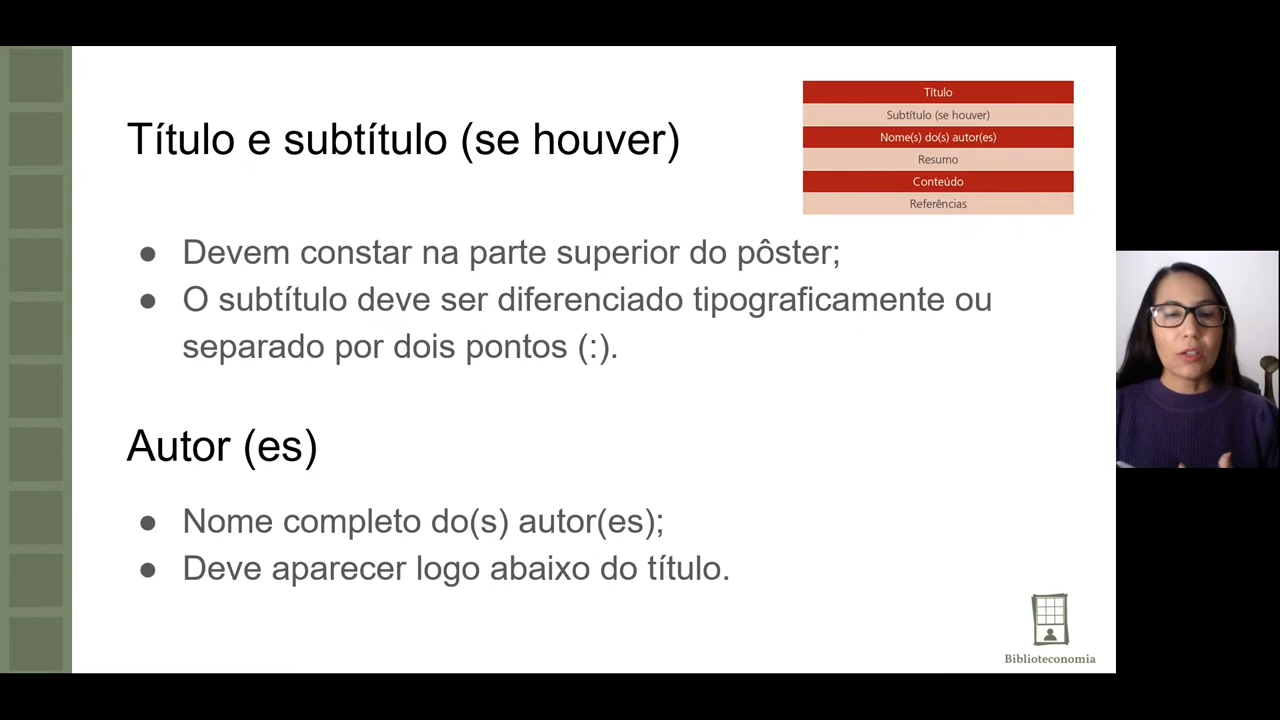 Título e subtítulo (se houver)
Título
Subtítulo (se houver)
Nome(s) do(s) autor(es)
Resumo
Conteúdo
Referências
● Devem constar na parte superior do pôster;
● O subtítulo deve ser diferenciado tipograficamente ou
separado por dois pontos (:).
Autor (es)
● Nome completo do(s) autor(es);
● Deve aparecer logo abaixo do título.
Biblioteconomia